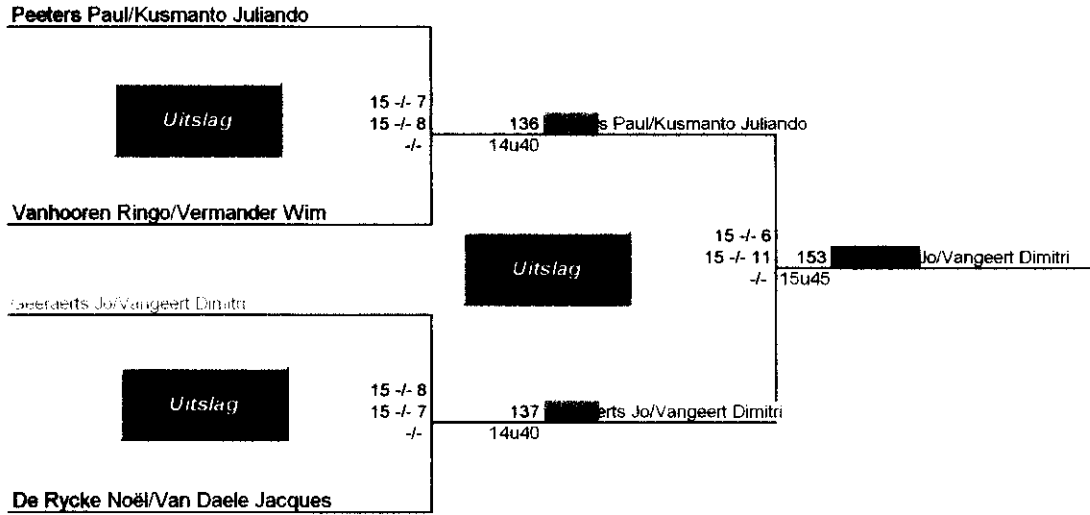 Peeters Paul/Kusmanto Juliando
Uitslag
15 -/- 7
15 -/- 8
-/-
136 s Paul/Kusmanto Juliando
14u40
Vanhooren Ringo/Vermander Wim
Uitslag
15 -/- 6
15 -/- 11
-/-
153 Jo/Vangeert Dimitri
15u45
Geeraerts Jo/Vangeert Dimitri
Uitslag
15 -/- 8
15 -/- 7
-/-
137 erts Jo/Vangeert Dimitri
14u40
De Rycke Noël/Van Daele Jacques